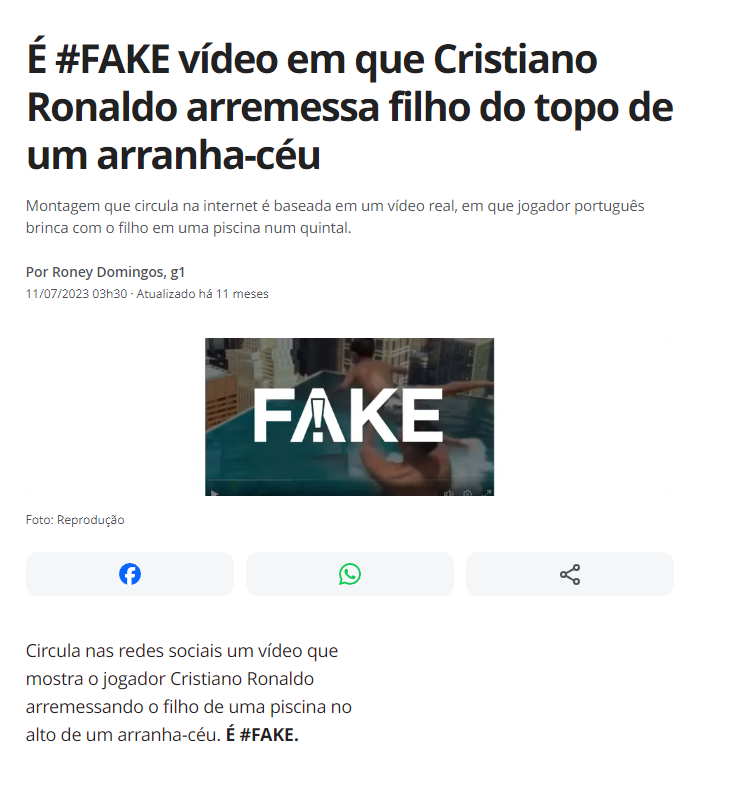 É #FAKE vídeo em que Cristiano
Ronaldo arremessa filho do topo de
um arranha-céu
Montagem que circula na internet é baseada em um vídeo real, em que jogador português
brinca com o filho em uma piscina num quintal.
Por Roney Domingos, g1
11/07/2023 03h30 · Atualizado há 11 meses
FAKE
Foto: Reprodução
Circula nas redes sociais um vídeo que
mostra o jogador Cristiano Ronaldo
arremessando o filho de uma piscina no
alto de um arranha-céu. É #FAKE.